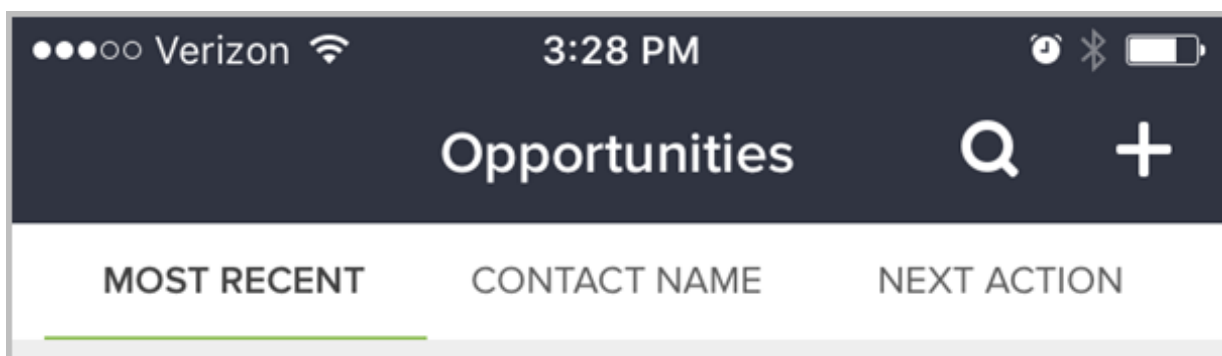 Verizon 3:28 PM
Opportunities
MOST RECENT CONTACT NAME NEXT ACTION